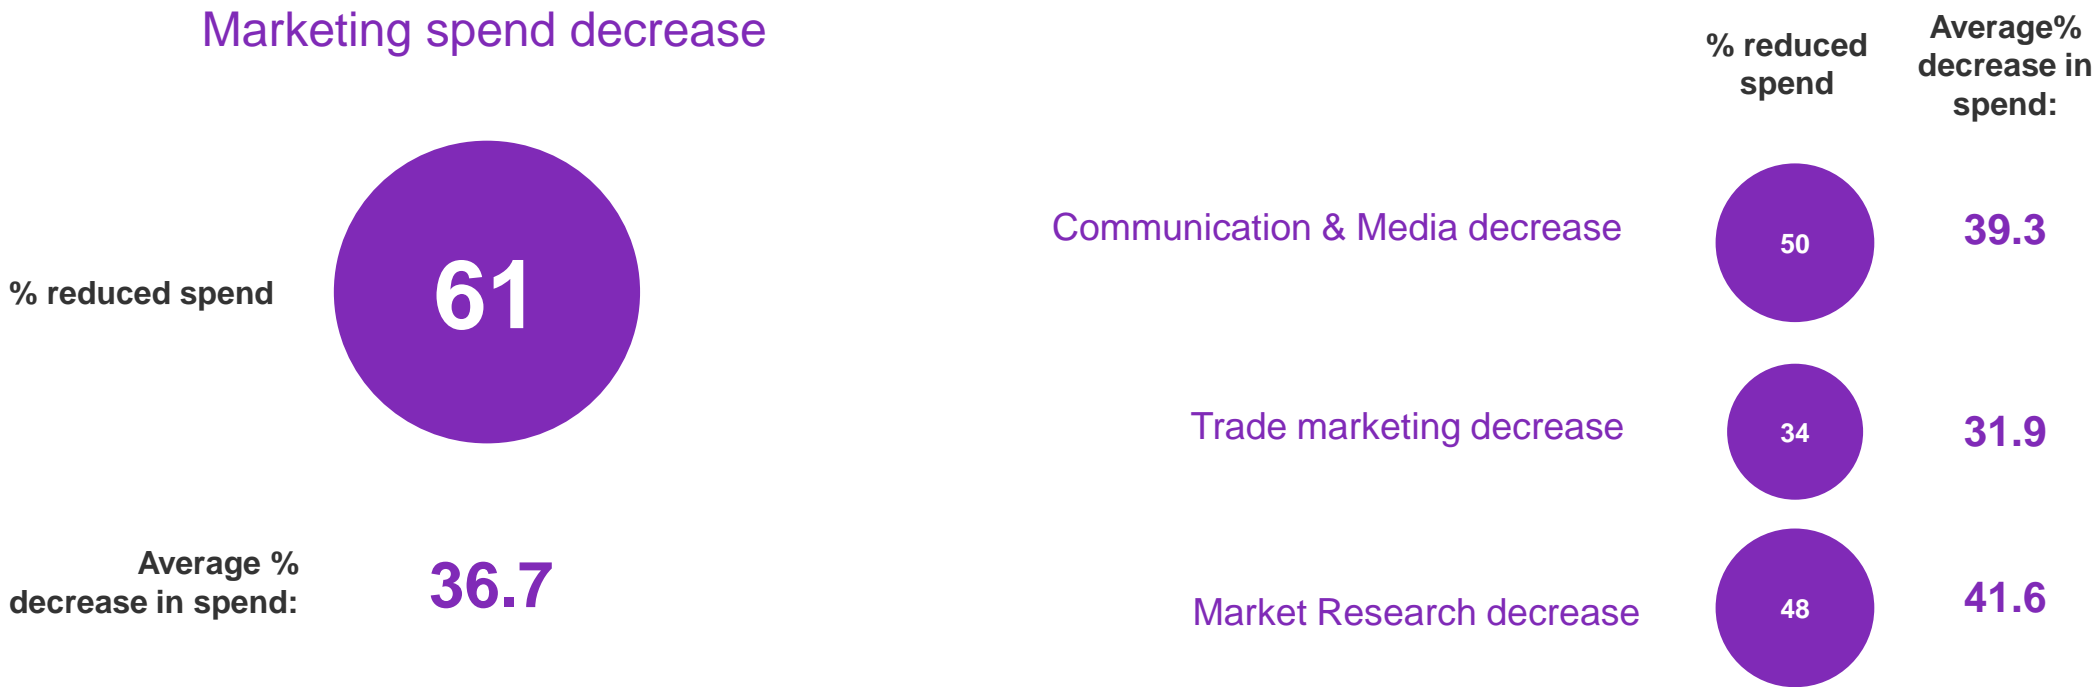 Marketing spend decrease
% reduced spend
61
Average %
decrease in spend:
36.7
% reduced
spend
Average%
decrease in
spend:
Communication & Media decrease
50
39.3
Trade marketing decrease
34
31.9
Market Research decrease
48
41.6